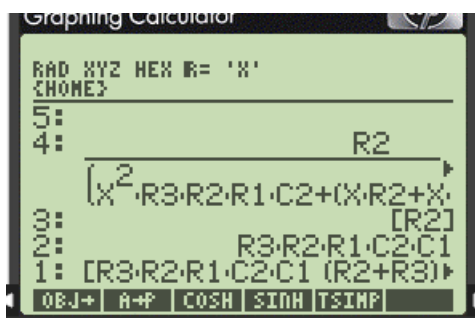 Graphing Calculator
RAD XYZ HEX R= 'X'
{HOME}
5:
4: R2
(X²·R3·R2·R1·C2+(X·R2+X·
3: [R2]
2: R3·R2·R1·C2·C1
1: [R3·R2·R1·C2·C1 (R2+R3)
OBJ→ A→P COSH SINH TSIMP